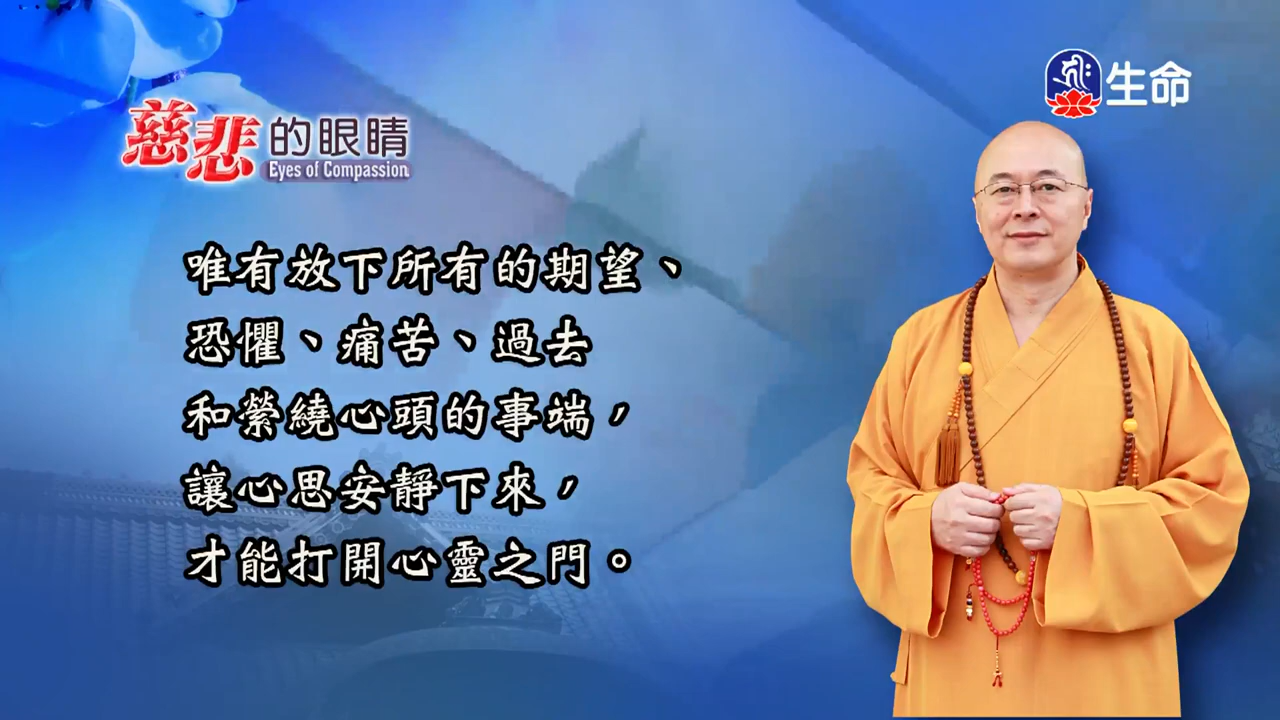 生命
慈悲的眼睛
Eyes of Compassion
唯有放下所有的期望、
恐懼、痛苦、過去
和縈繞心頭的事端，
讓心思安靜下來，
才能打開心靈之門。